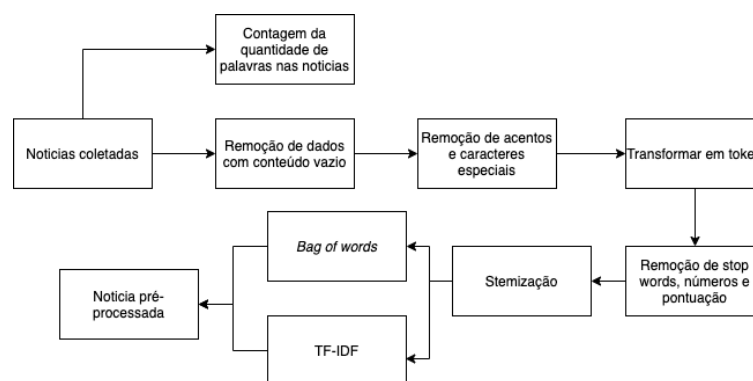 Contagem da
quantidade de
palavras nas noticias
Noticias coletadas
Remoção de dados
com conteúdo vazio
Remoção de acentos
e caracteres
especiais
Transformar em toke
Remoção de stop
words, números e
pontuação
Stemização
Bag of words
TF-IDF
Noticia pré-
processada